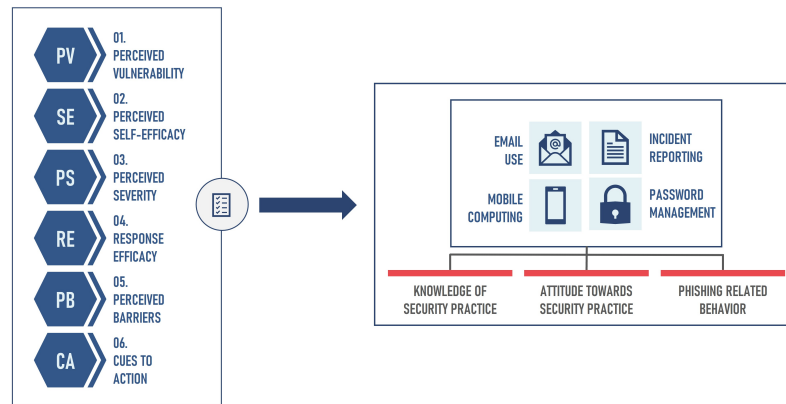 PV
01.
PERCEIVED
VULNERABILITY
SE
02.
PERCEIVED
SELF-EFFICACY
PS
03.
PERCEIVED
SEVERITY
RE
04.
RESPONSE
EFFICACY
PB
05.
PERCEIVED
BARRIERS
CA
06.
CUES TO
ACTION
EMAIL
USE
@
INCIDENT
REPORTING
MOBILE
COMPUTING
PASSWORD
MANAGEMENT
KNOWLEDGE OF
SECURITY PRACTICE
ATTITUDE TOWARDS
SECURITY PRACTICE
PHISHING RELATED
BEHAVIOR